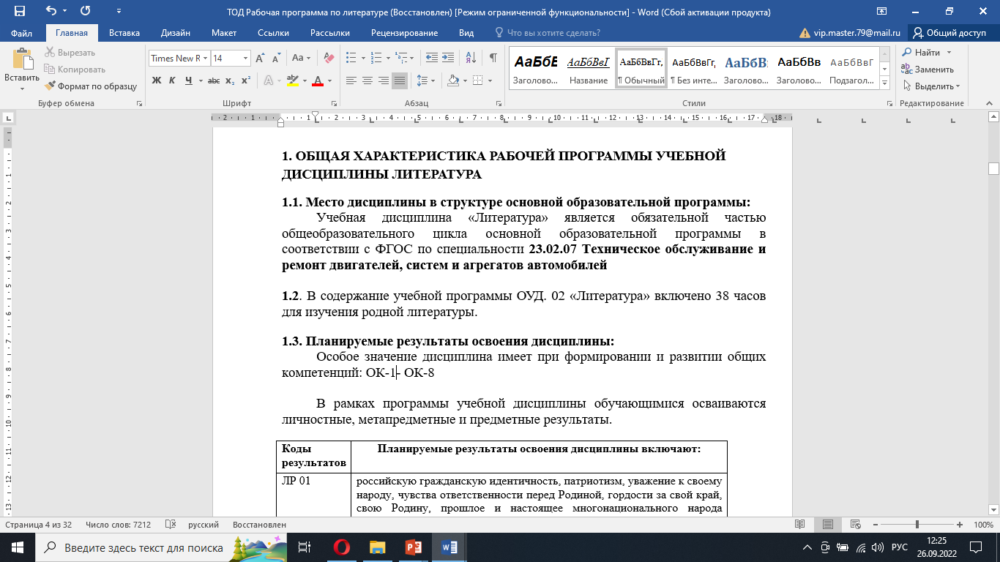 ТОД Рабочая программа по литературе (Восстановлен) [Режим ограниченной функциональности] - Word (Сбой активации продукта)
Файл Главная Вставка Дизайн Макет Ссылки Рассылки Рецензирование Вид Что вы хотите сделать? vip.master.79@mail.ru Общий доступ
Вставить
Вырезать
Копировать
Формат по образцу
Буфер обмена
Times New R 14
Ж К Ч abc x₂ x²
Шрифт
Абзац
АаБбВ АаБбВвГ АаБбВвГг, АаБбВвГг, АаБбВв АаБбВв АаБбВвГ
Заголово... Название ¶ Обычный ¶ Без инте... Заголово... Заголово... Подзагол...
Стили
Найти
Заменить
Выделить
Редактирование
1. ОБЩАЯ ХАРАКТЕРИСТИКА РАБОЧЕЙ ПРОГРАММЫ УЧЕБНОЙ
ДИСЦИПЛИНЫ ЛИТЕРАТУРА
1.1. Место дисциплины в структуре основной образовательной программы:
Учебная дисциплина «Литература» является обязательной частью
общеобразовательного цикла основной образовательной программы в
соответствии с ФГОС по специальности 23.02.07 Техническое обслуживание и
ремонт двигателей, систем и агрегатов автомобилей
1.2. В содержание учебной программы ОУД. 02 «Литература» включено 38 часов
для изучения родной литературы.
1.3. Планируемые результаты освоения дисциплины:
Особое значение дисциплина имеет при формировании и развитии общих
компетенций: ОК-1- ОК-8
В рамках программы учебной дисциплины обучающимися осваиваются
личностные, метапредметные и предметные результаты.
Коды
результатов
Планируемые результаты освоения дисциплины включают:
ЛР 01
российскую гражданскую идентичность, патриотизм, уважение к своему
народу, чувства ответственности перед Родиной, гордости за свой край,
свою Родину, прошлое и настоящее многонационального народа
Страница 4 из 32 Число слов: 7212 русский Восстановлен 100%
Введите здесь текст для поиска
РУС
12:25
26.09.2022